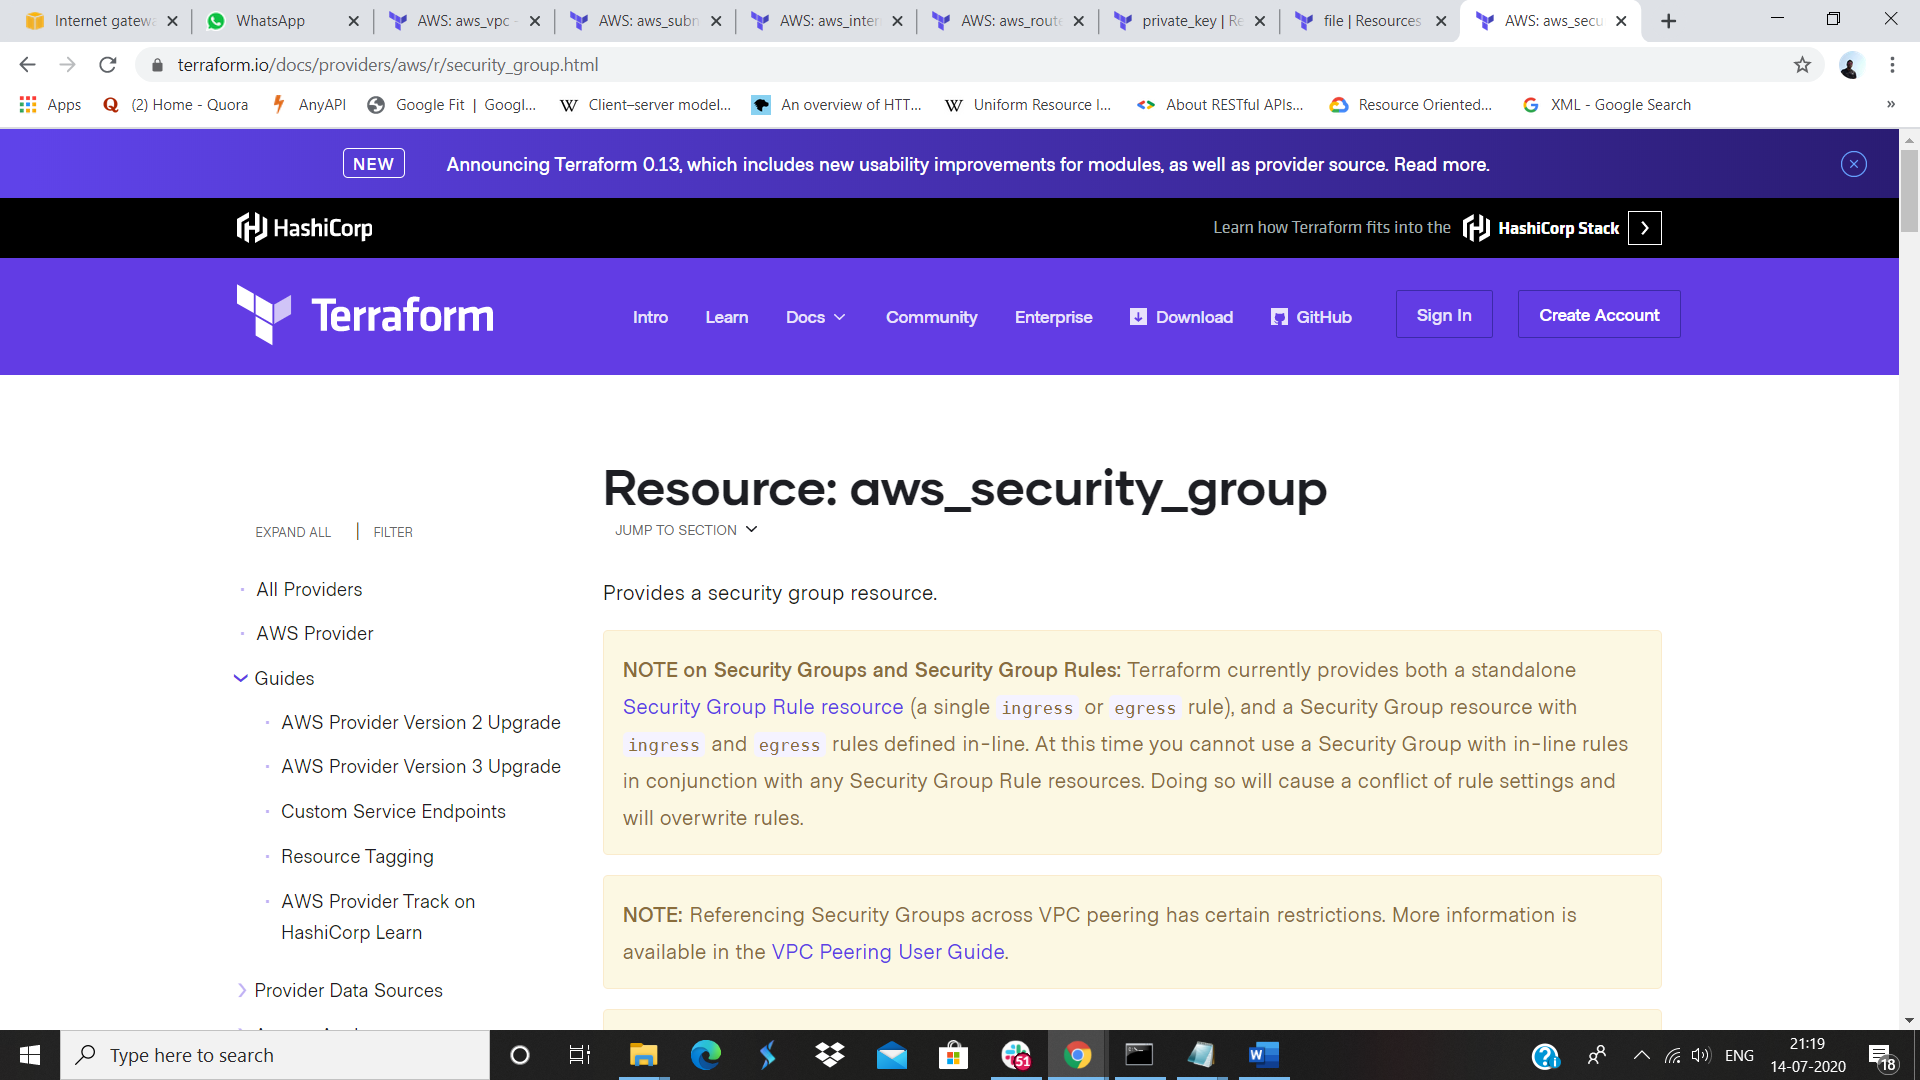 Internet gatewa
WhatsApp
AWS: aws_vpc -
AWS: aws_subn
AWS: aws_inter
AWS: aws_route
private_key | Re
file | Resources
AWS: aws_secu
terraform.io/docs/providers/aws/r/security_group.html
Apps
(2) Home - Quora
AnyAPI
Google Fit | Googl...
Client–server model...
An overview of HTT...
Uniform Resource I...
About RESTful APIs...
Resource Oriented...
XML - Google Search
»
NEW
Announcing Terraform 0.13, which includes new usability improvements for modules, as well as provider source. Read more.
HashiCorp
Learn how Terraform fits into the
HashiCorp Stack
Terraform
Intro
Learn
Docs
Community
Enterprise
Download
GitHub
Sign In
Create Account
Resource: aws_security_group
JUMP TO SECTION
EXPAND ALL | FILTER
All Providers
AWS Provider
Guides
AWS Provider Version 2 Upgrade
AWS Provider Version 3 Upgrade
Custom Service Endpoints
Resource Tagging
AWS Provider Track on
HashiCorp Learn
Provider Data Sources
Provides a security group resource.
NOTE on Security Groups and Security Group Rules: Terraform currently provides both a standalone
Security Group Rule resource (a single ingress or egress rule), and a Security Group resource with
ingress and egress rules defined in-line. At this time you cannot use a Security Group with in-line rules
in conjunction with any Security Group Rule resources. Doing so will cause a conflict of rule settings and
will overwrite rules.
NOTE: Referencing Security Groups across VPC peering has certain restrictions. More information is
available in the VPC Peering User Guide.
Type here to search
51
ENG
21:19
14-07-2020
18